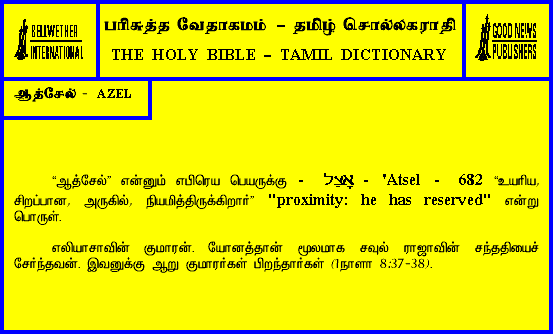 BELLWETHER
INTERNATIONAL
பரிசுத்த வேதாகமம் – தமிழ் சொல்லகராதி
THE HOLY BIBLE – TAMIL DICTIONARY
GOOD NEWS
PUBLISHERS
ஆத்சேல் - AZEL
“ஆத்சேல்” என்னும் எபிரெய பெயருக்கு - אָצֵל - 'Atsel - 682 “உயரிய,
சிறப்பான, அருகில், நியமித்திருக்கிறார்” "proximity: he has reserved" என்று
பொருள்.
எலியாசாவின் குமாரன். யோனத்தான் மூலமாக சவுல் ராஜாவின் சந்ததியைச்
சேர்ந்தவன். இவனுக்கு ஆறு குமாரர்கள் பிறந்தார்கள் (1நாளா 8:37-38).